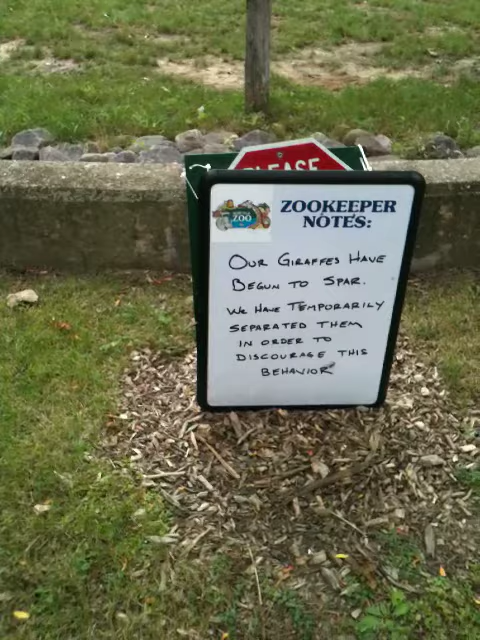 PLEASE
ZOO
ZOOKEEPER
NOTES:
OUR GIRAFFES HAVE
BEGUN TO SPAR.
WE HAVE TEMPORARILY
SEPARATED THEM
IN ORDER TO
DISCOURAGE THIS
BEHAVIOR